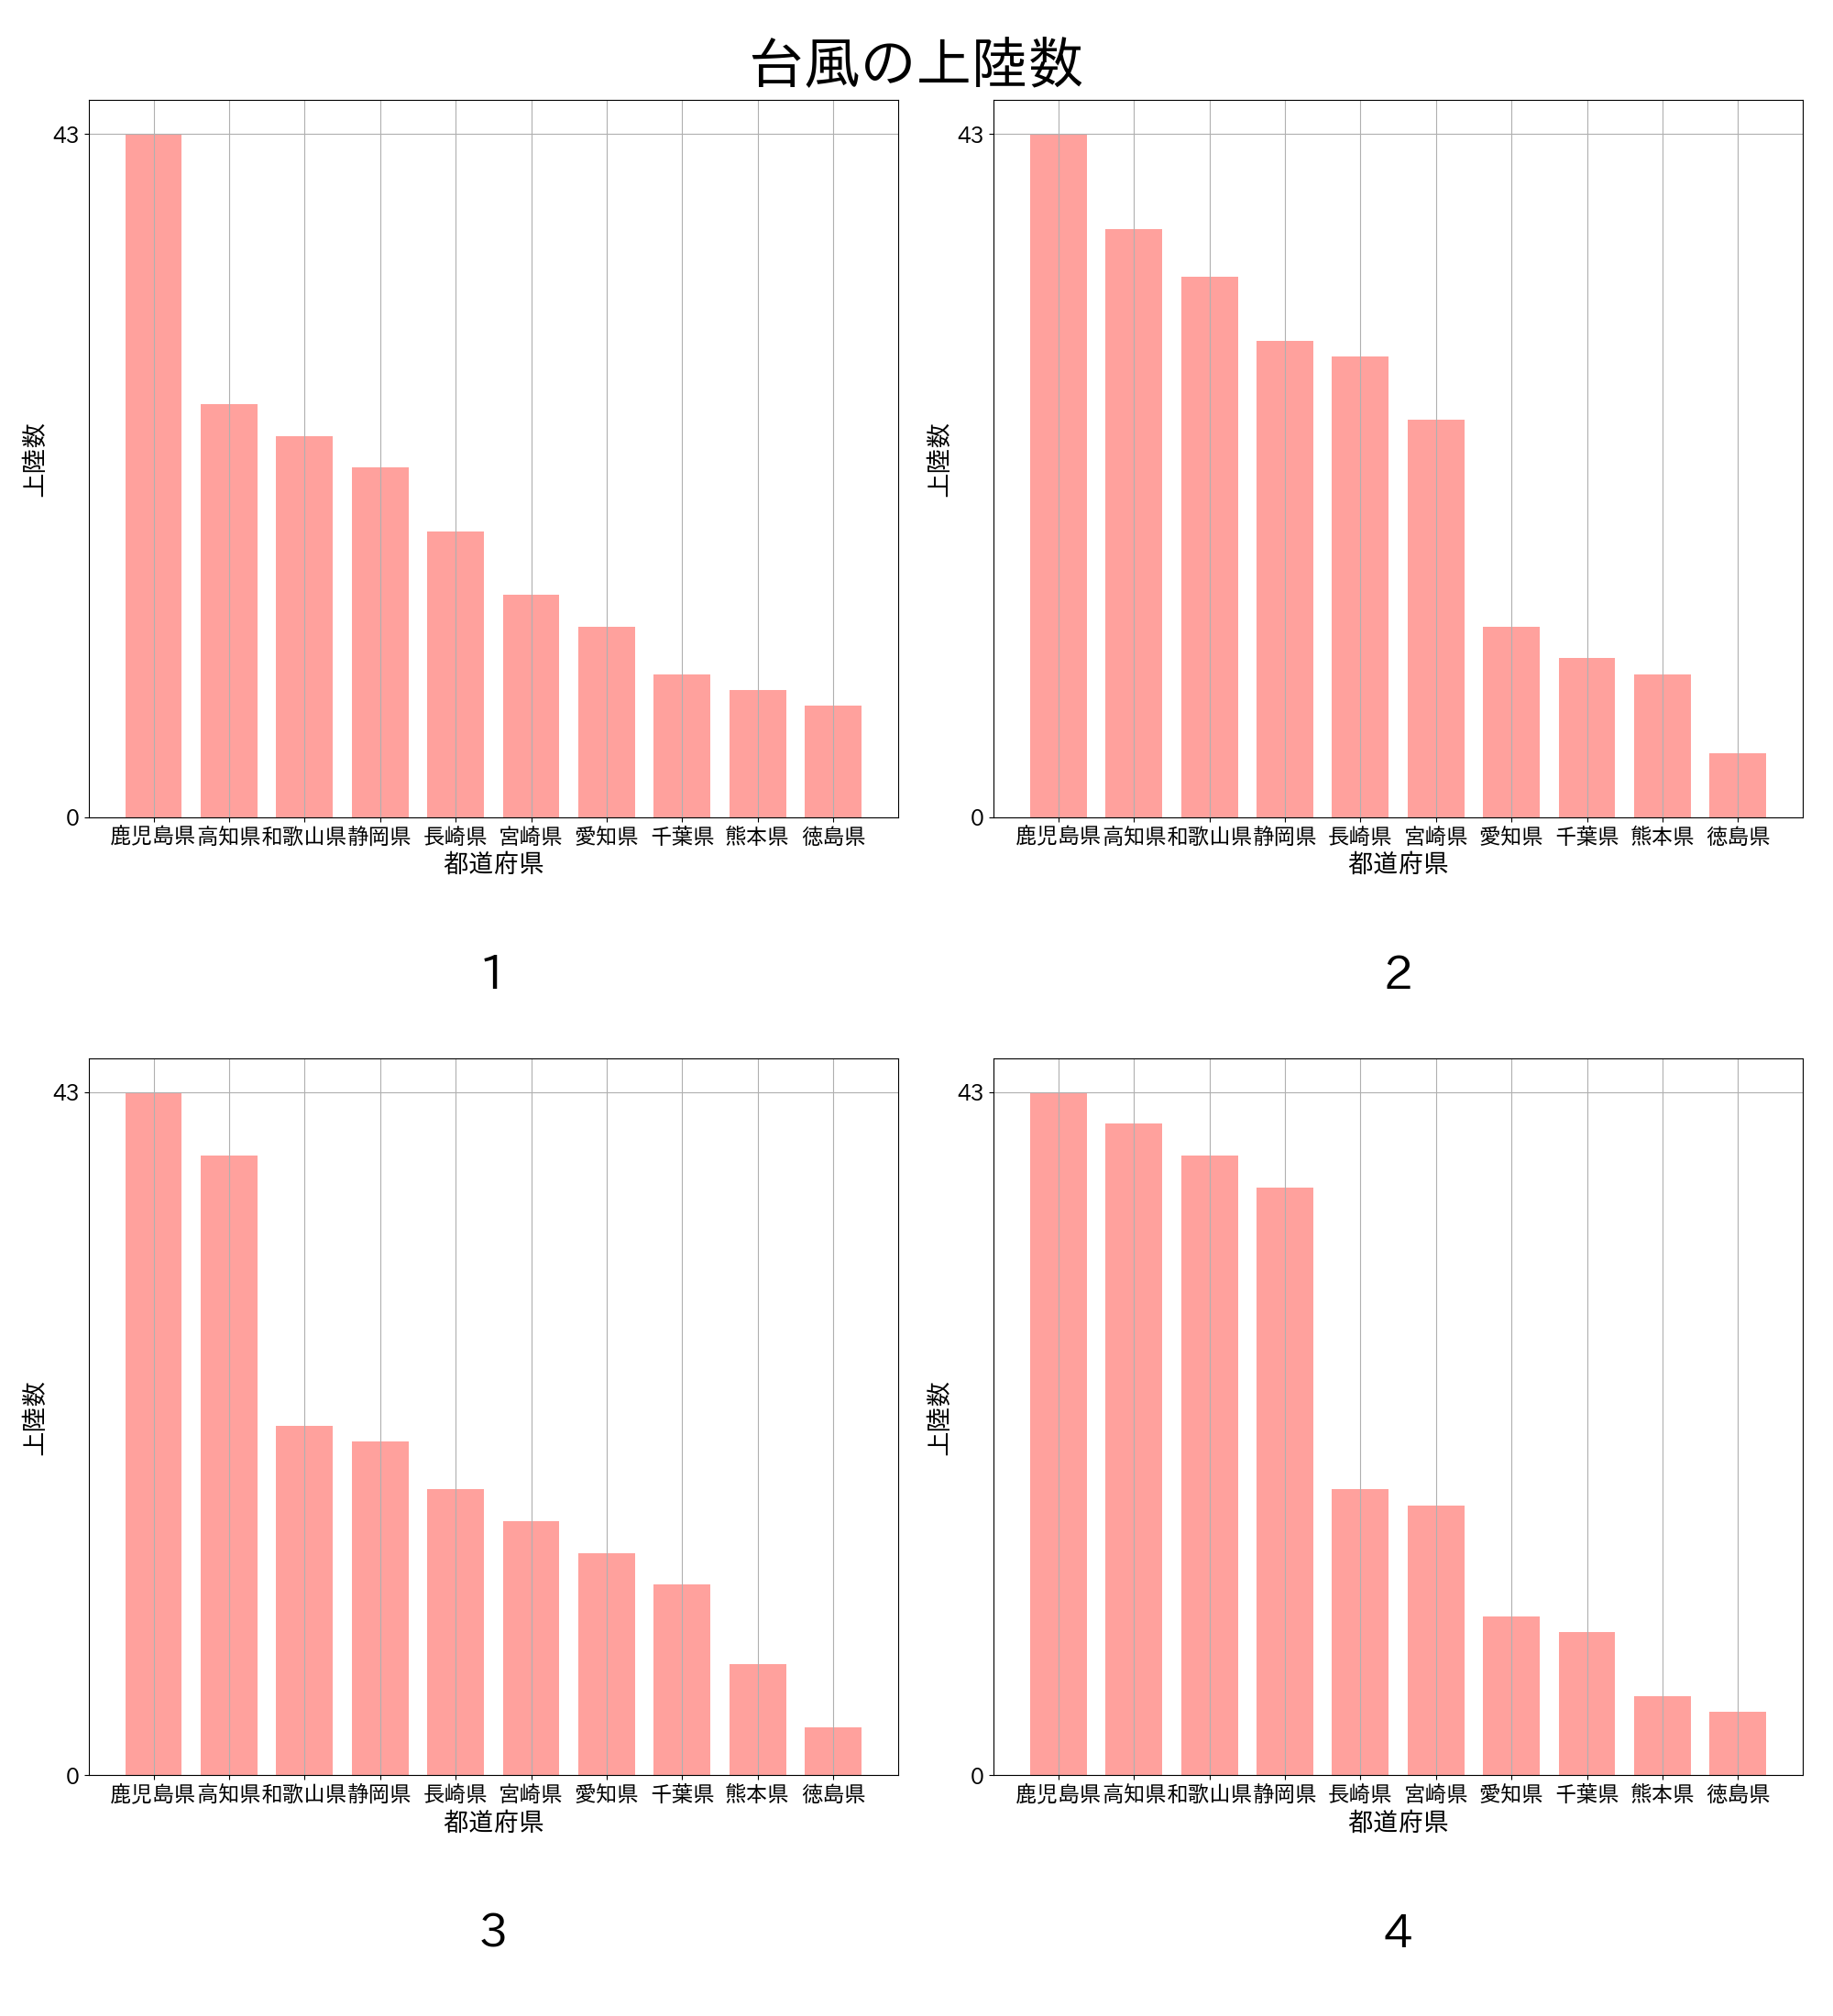 台風の上陸数
43
0
上陸数
鹿児島県 高知県 和歌山県 静岡県 長崎県 宮崎県 愛知県 千葉県 熊本県 徳島県
都道府県
1
43
0
上陸数
鹿児島県 高知県 和歌山県 静岡県 長崎県 宮崎県 愛知県 千葉県 熊本県 徳島県
都道府県
2
43
0
上陸数
鹿児島県 高知県 和歌山県 静岡県 長崎県 宮崎県 愛知県 千葉県 熊本県 徳島県
都道府県
3
43
0
上陸数
鹿児島県 高知県 和歌山県 静岡県 長崎県 宮崎県 愛知県 千葉県 熊本県 徳島県
都道府県
4